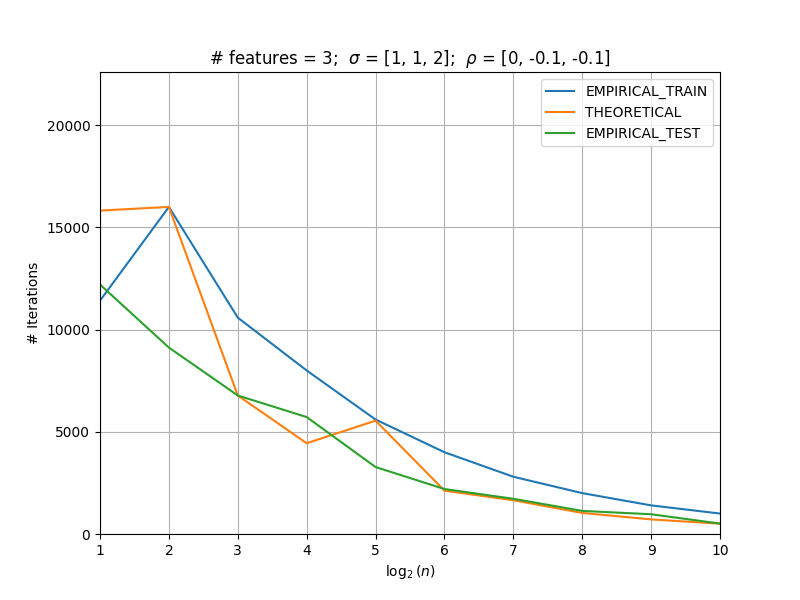 # features = 3;  σ = [1, 1, 2];  ρ = [0, -0.1, -0.1]
EMPIRICAL_TRAIN
THEORETICAL
EMPIRICAL_TEST
20000
15000
10000
5000
0
# Iterations
1 2 3 4 5 6 7 8 9 10
log₂(n)